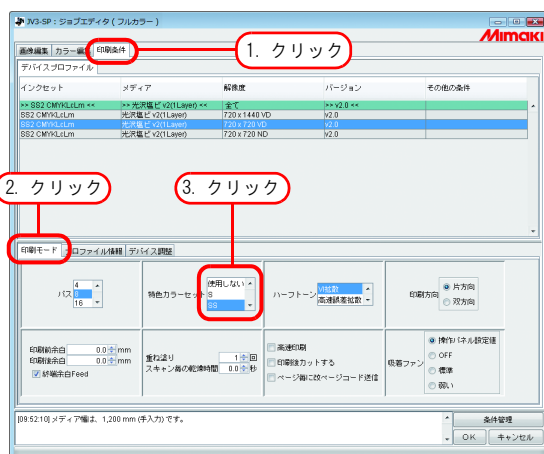 JV3-SP : ジョブエディタ ( フルカラー )
Mimaki
画像編集 カラー編 印刷条件
1. クリック
デバイスプロファイル
インクセット メディア 解像度 バージョン その他の条件
>> SS2 CMYKLcLm << >> 光沢塩ビ v2(1Layer) << 全て >> v2.0 <<
SS2 CMYKLcLm 光沢塩ビ v2(1Layer) 720 x 1440 VD v2.0
SS2 CMYKLcLm 光沢塩ビ v2(1Layer) 720 x 720 VD v2.0
SS2 CMYKLcLm 光沢塩ビ v2(1Layer) 720 x 720 ND v2.0
2. クリック
3. クリック
印刷モード プロファイル情報 デバイス調整
パス 4 8 16
特色カラーセット 使用しない S SS
ハーフトーン VI拡散 高速誤差拡散
印刷方向 片方向 双方向
印刷前余白 0.0 mm
印刷後余白 0.0 mm
終端余白Feed
重ね塗り 1 回
スキャン毎の乾燥時間 0.0 秒
高速印刷
印刷後カットする
ページ毎に改ページコード送信
吸着ファン 操作パネル設定値
OFF
標準
弱い
[09:52:10] メディア幅は、1,200 mm (手入力) です。
条件管理
OK キャンセル